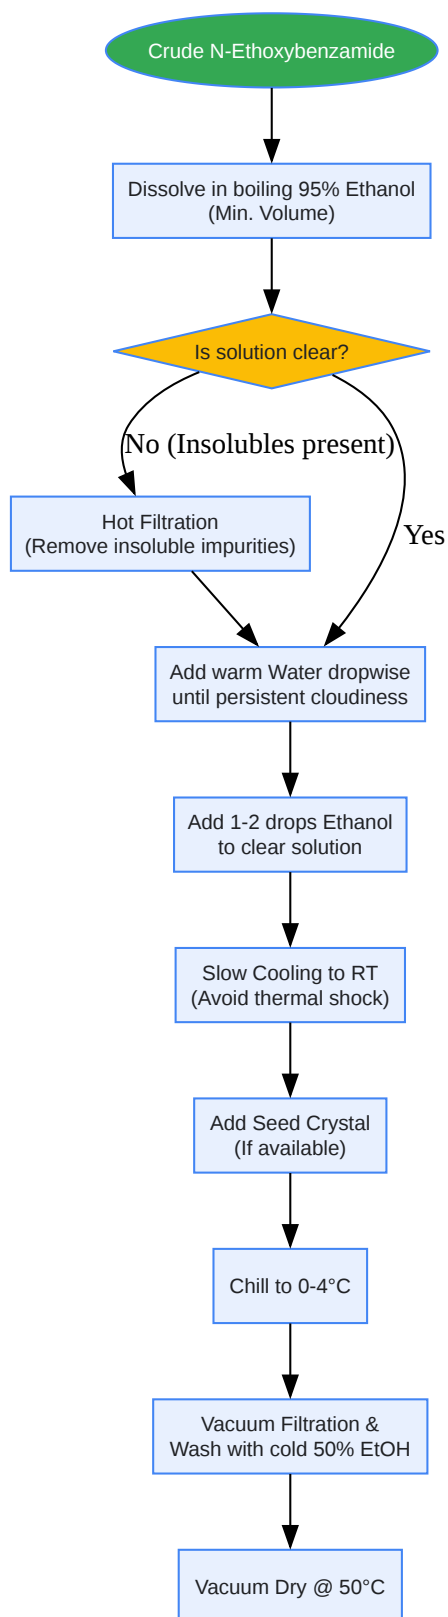 Crude N-Ethoxybenzamide
Dissolve in boiling 95% Ethanol
(Min. Volume)
Is solution clear?
No (Insolubles present)
Hot Filtration
(Remove insoluble impurities)
Yes
Add warm Water dropwise
until persistent cloudiness
Add 1-2 drops Ethanol
to clear solution
Slow Cooling to RT
(Avoid thermal shock)
Add Seed Crystal
(If available)
Chill to 0-4°C
Vacuum Filtration &
Wash with cold 50% EtOH
Vacuum Dry @ 50°C